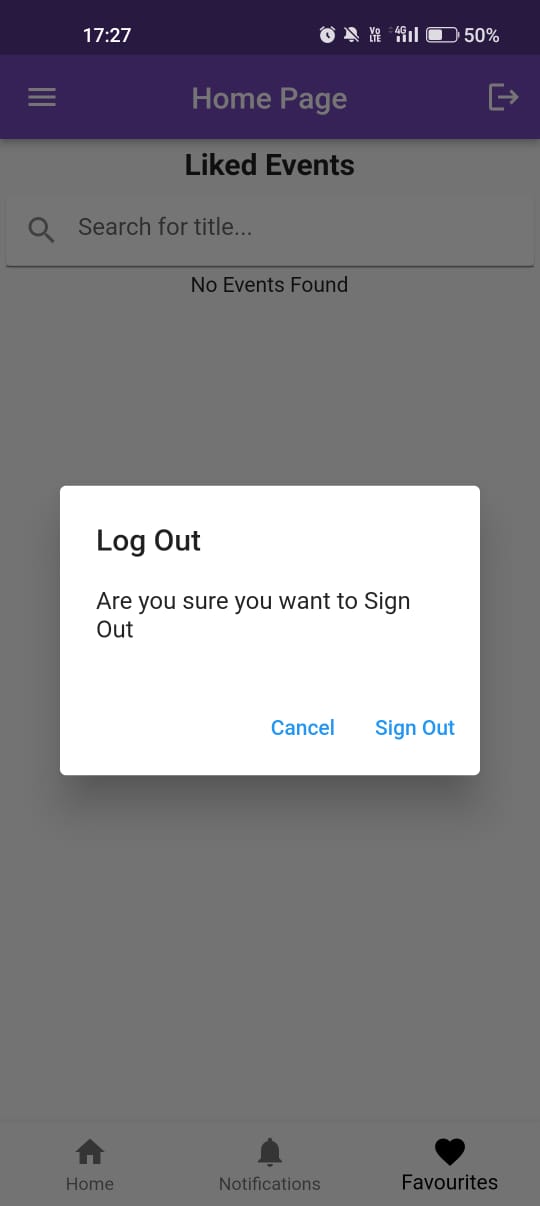 17:27
Vo
LTE
4G
50%
Home Page
Liked Events
Search for title...
No Events Found
Log Out
Are you sure you want to Sign
Out
Cancel
Sign Out
Home
Notifications
Favourites